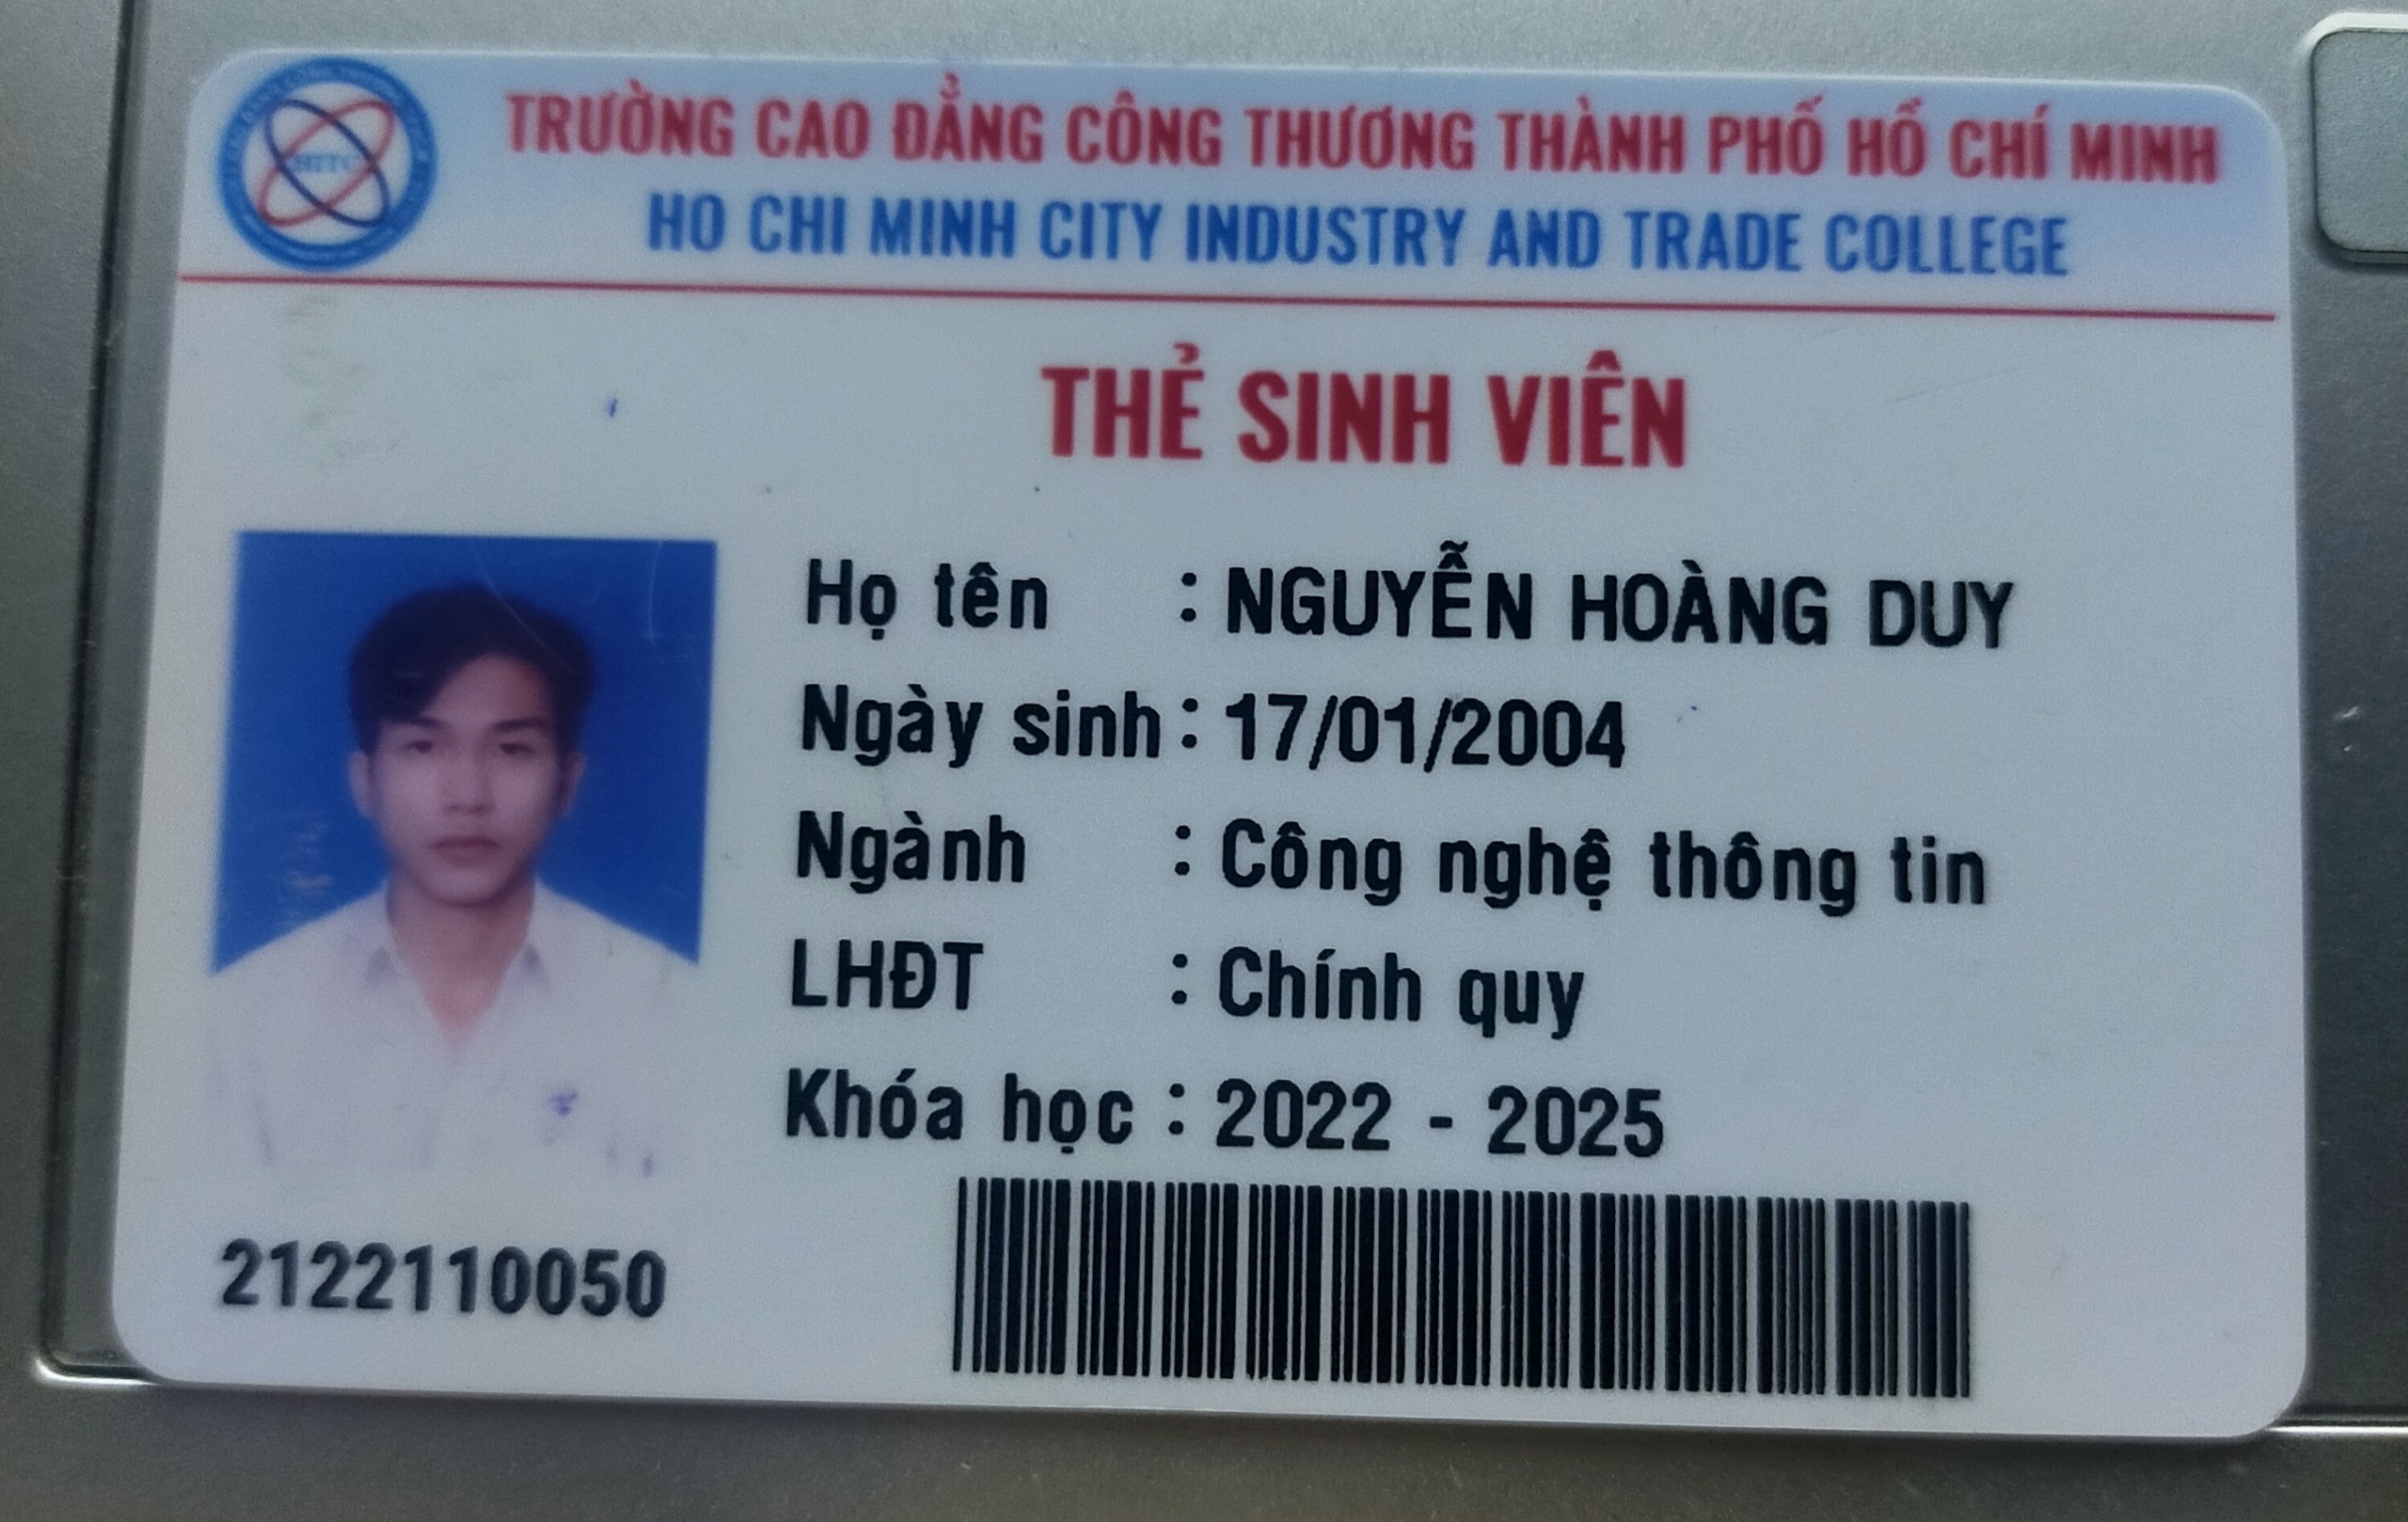 TRƯỜNG CAO ĐẲNG CÔNG THƯƠNG THÀNH PHỐ HỒ CHÍ MINH
HO CHI MINH CITY INDUSTRY AND TRADE COLLEGE
HITC
THẺ SINH VIÊN
Họ tên : NGUYỄN HOÀNG DUY
Ngày sinh : 17/01/2004
Ngành : Công nghệ thông tin
LHĐT : Chính quy
Khóa học : 2022 - 2025
2122110050